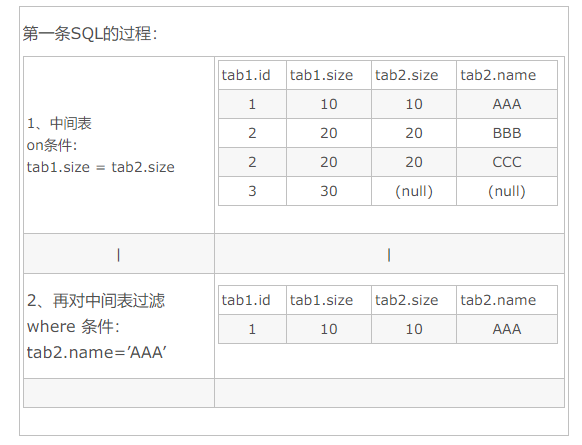 第一条SQL的过程：
1、中间表
on条件:
tab1.size = tab2.size
tab1.id tab1.size tab2.size tab2.name
1 10 10 AAA
2 20 20 BBB
2 20 20 CCC
3 30 (null) (null)
| |
2、再对中间表过滤
where 条件：
tab2.name=’AAA’
tab1.id tab1.size tab2.size tab2.name
1 10 10 AAA